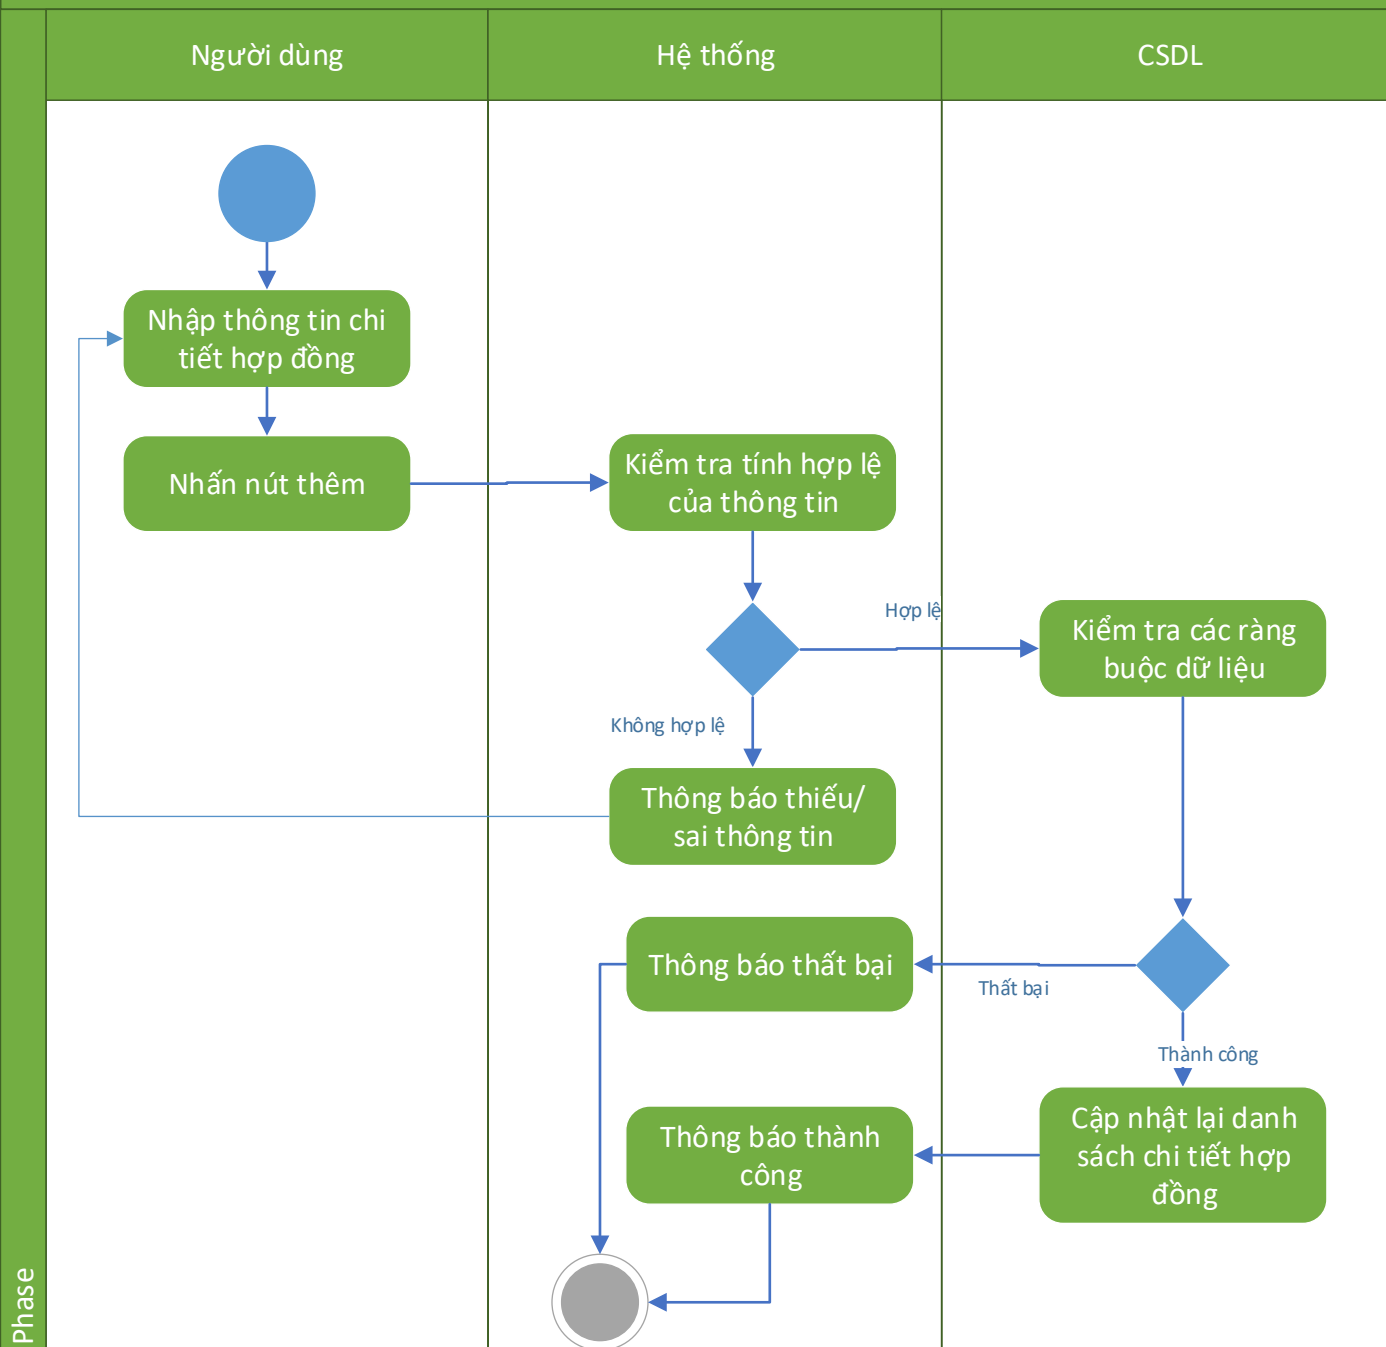 Người dùng
Hệ thống
CSDL
Nhập thông tin chi
tiết hợp đồng
Nhấn nút thêm
Kiểm tra tính hợp lệ
của thông tin
Hợp lệ
Kiểm tra các ràng
buộc dữ liệu
Không hợp lệ
Thông báo thiếu/
sai thông tin
Thông báo thất bại
Thất bại
Thành công
Cập nhật lại danh
sách chi tiết hợp
đồng
Thông báo thành
công
Phase